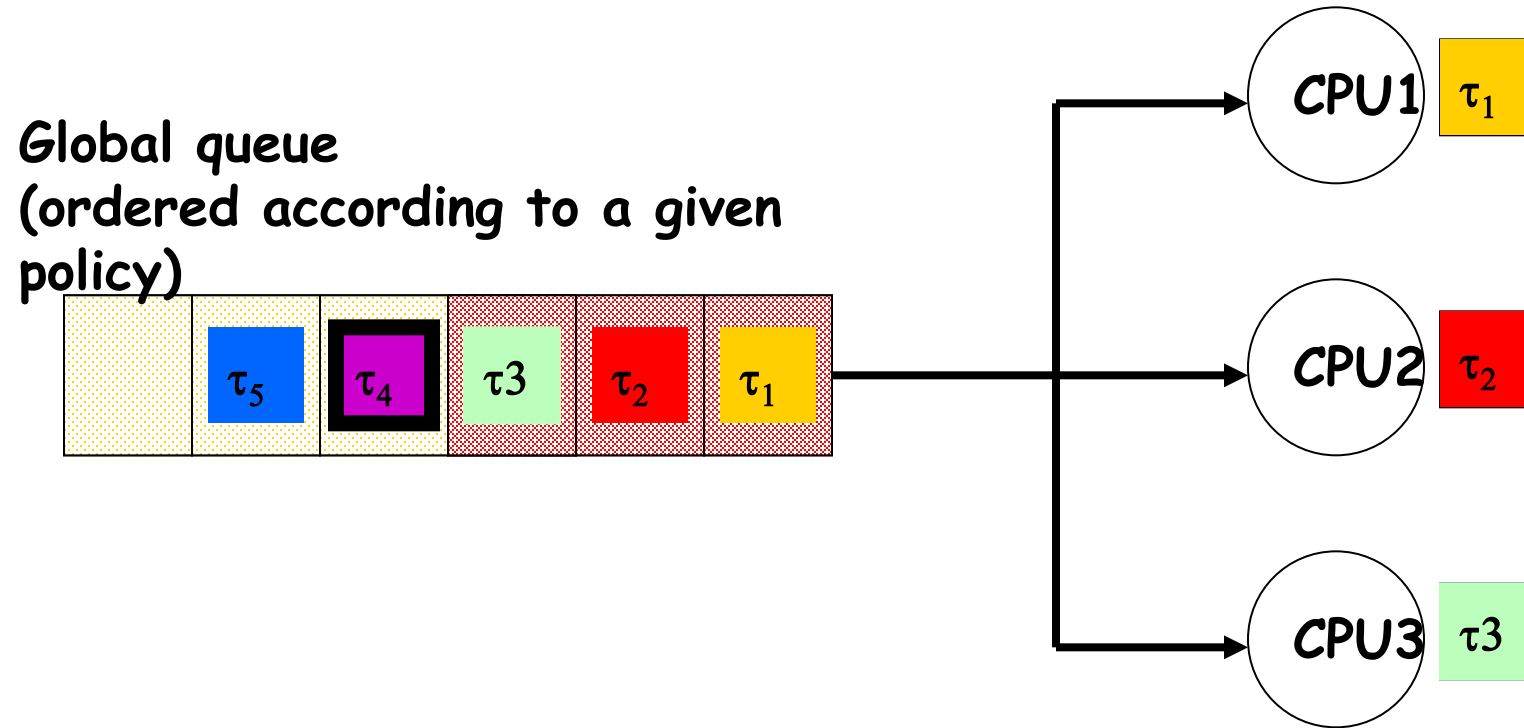 Global queue
(ordered according to a given
policy)
τ5 τ4 τ3 τ2 τ1
CPU1 τ1
CPU2 τ2
CPU3 τ3